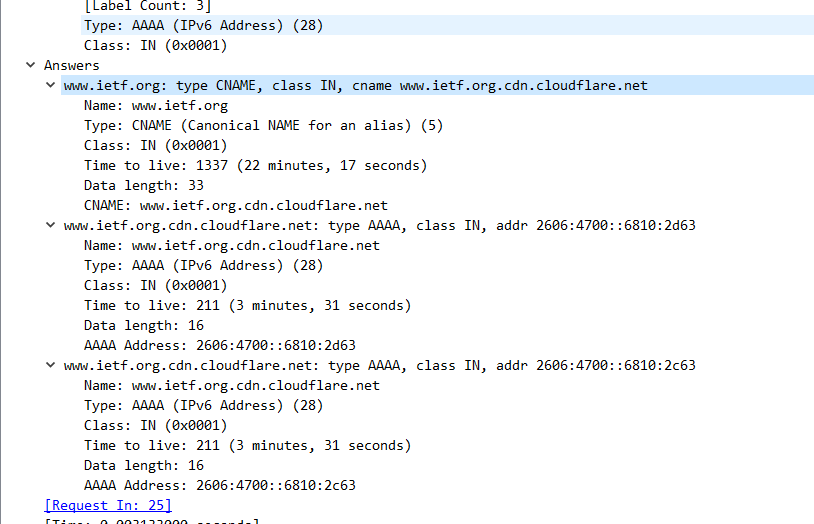 [Label Count: 3]
Type: AAAA (IPv6 Address) (28)
Class: IN (0x0001)
Answers
www.ietf.org: type CNAME, class IN, cname www.ietf.org.cdn.cloudflare.net
Name: www.ietf.org
Type: CNAME (Canonical NAME for an alias) (5)
Class: IN (0x0001)
Time to live: 1337 (22 minutes, 17 seconds)
Data length: 33
CNAME: www.ietf.org.cdn.cloudflare.net
www.ietf.org.cdn.cloudflare.net: type AAAA, class IN, addr 2606:4700::6810:2d63
Name: www.ietf.org.cdn.cloudflare.net
Type: AAAA (IPv6 Address) (28)
Class: IN (0x0001)
Time to live: 211 (3 minutes, 31 seconds)
Data length: 16
AAAA Address: 2606:4700::6810:2d63
www.ietf.org.cdn.cloudflare.net: type AAAA, class IN, addr 2606:4700::6810:2c63
Name: www.ietf.org.cdn.cloudflare.net
Type: AAAA (IPv6 Address) (28)
Class: IN (0x0001)
Time to live: 211 (3 minutes, 31 seconds)
Data length: 16
AAAA Address: 2606:4700::6810:2c63
[Request In: 25]
[Time: seconds]